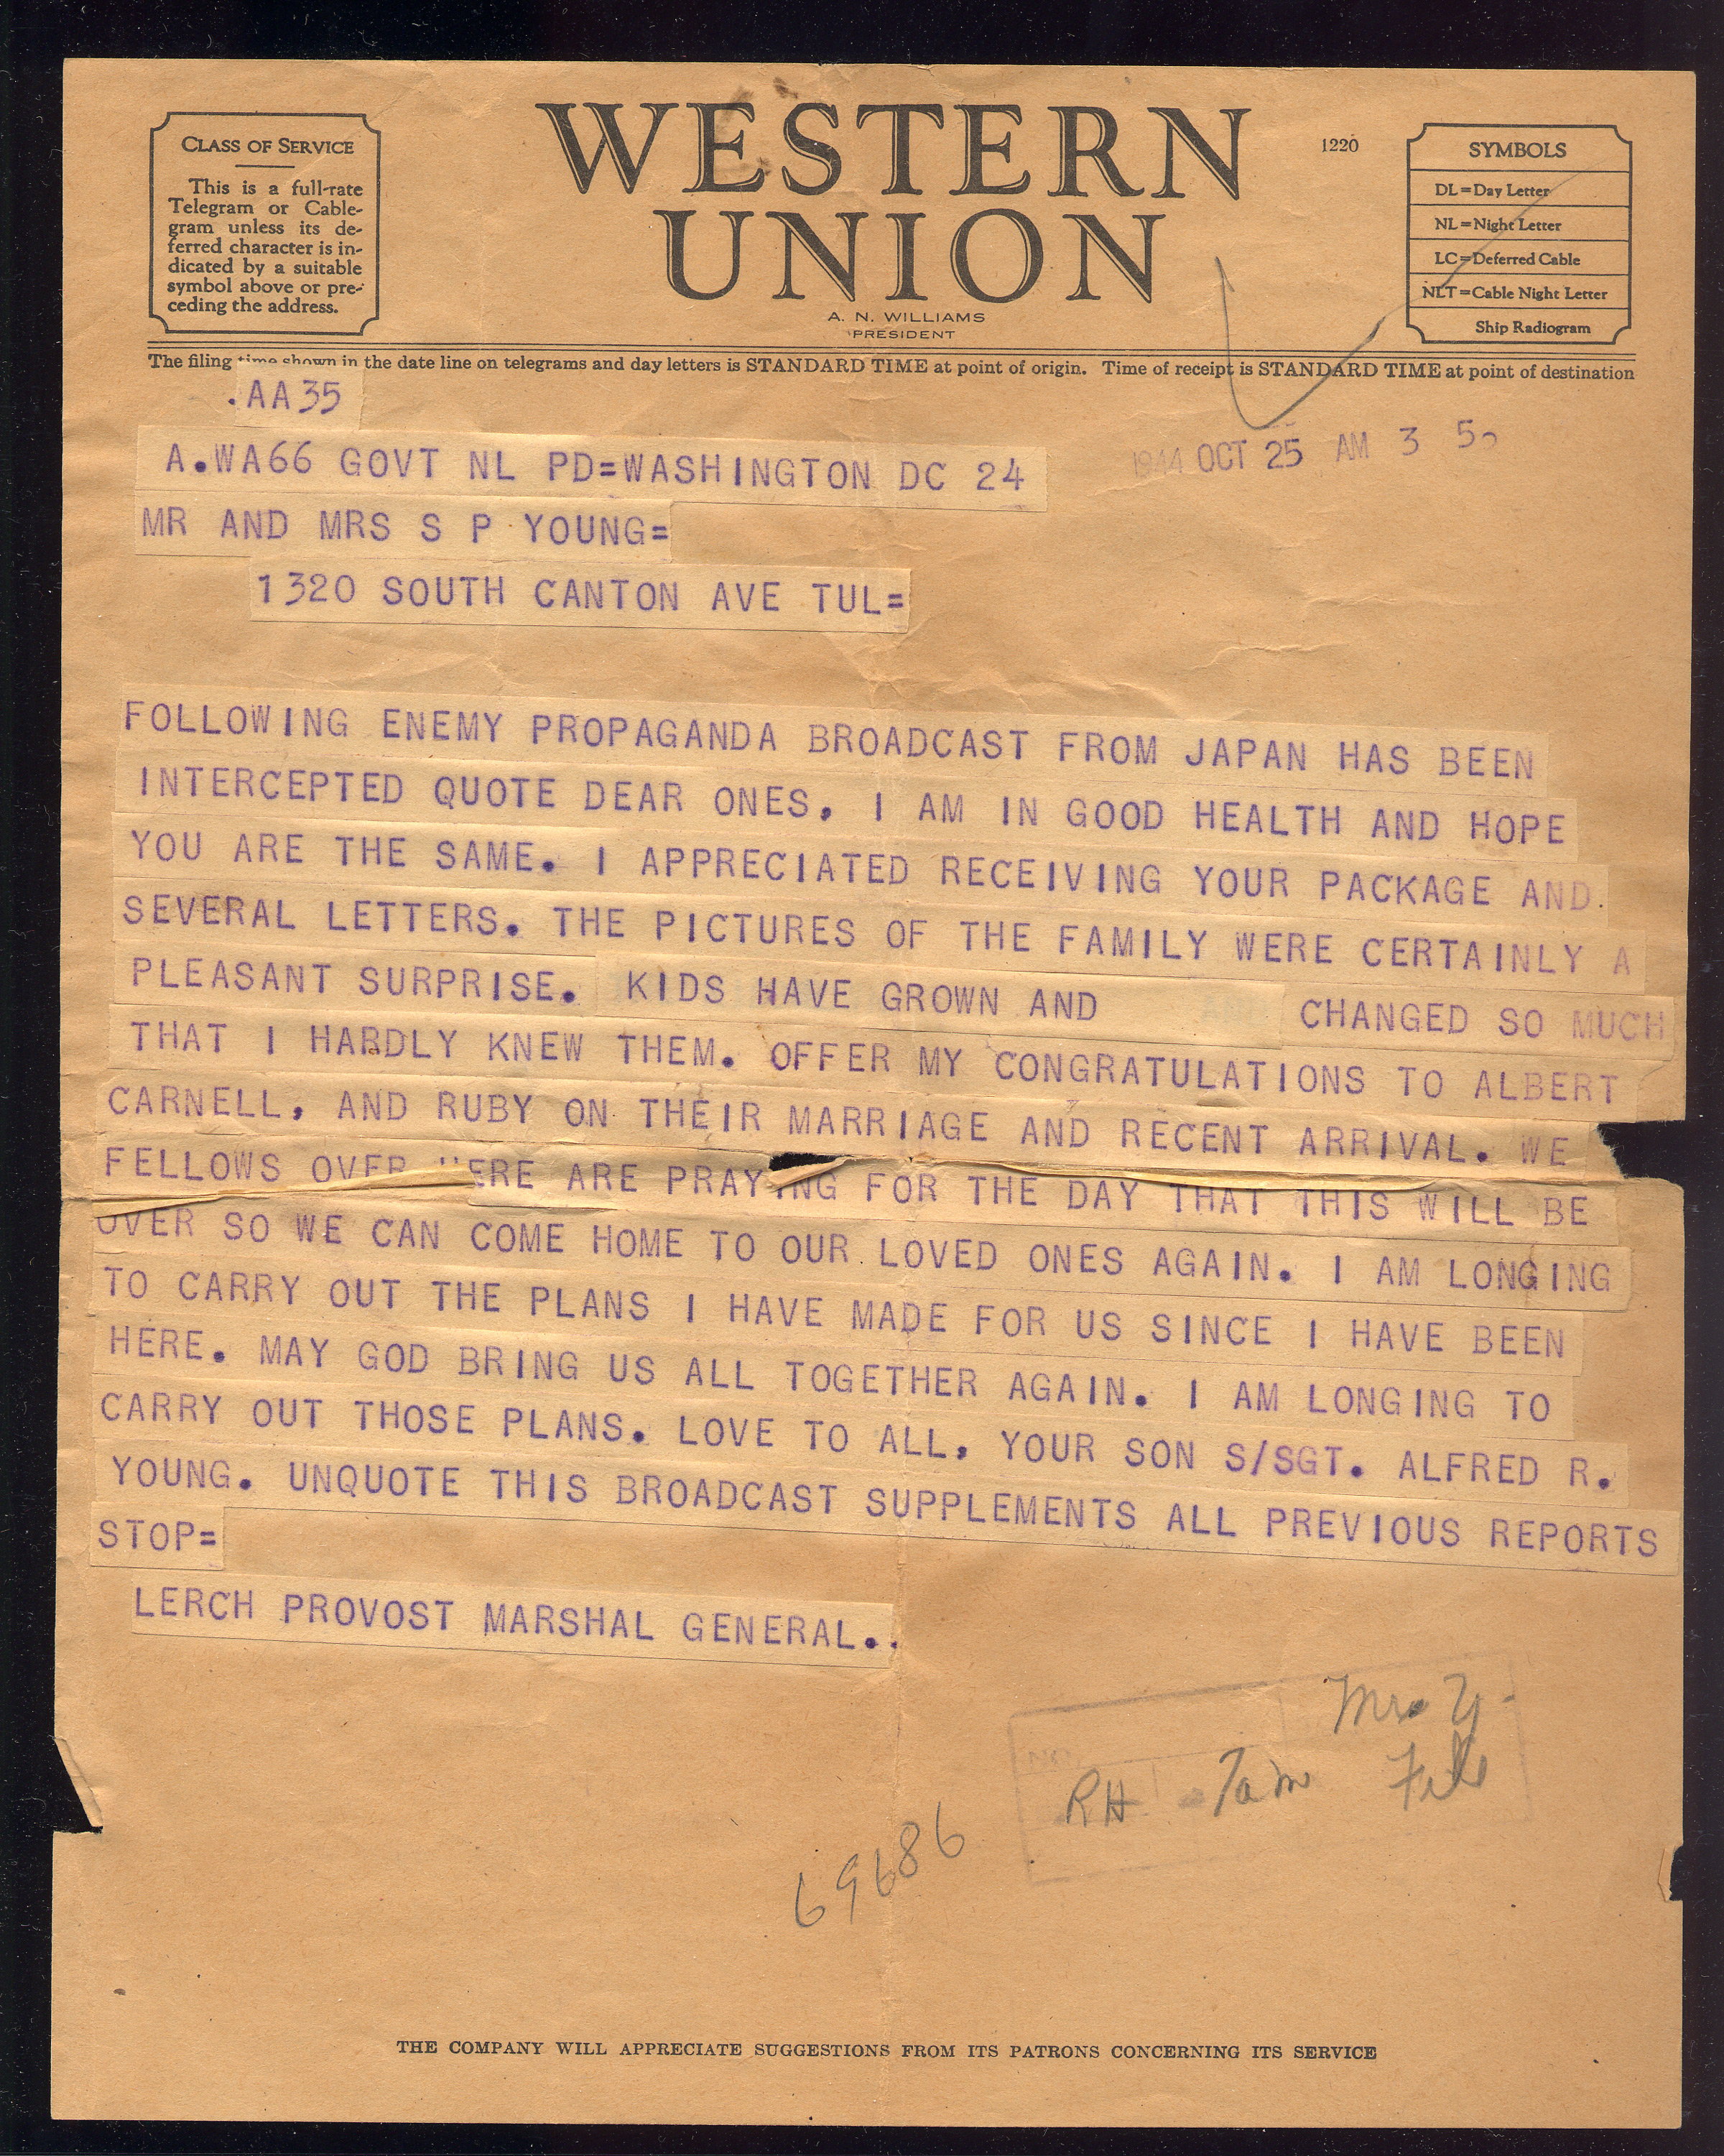 CLASS OF SERVICE
This is a full-rate
Telegram or Cable-
gram unless its de-
ferred character is in-
dicated by a suitable
symbol above or pre-
ceding the address.
WESTERN
UNION
A. N. WILLIAMS
PRESIDENT
1220
SYMBOLS
DL=Day Letter
NL=Night Letter
LC=Deferred Cable
NLT=Cable Night Letter
Ship Radiogram
The filing time shown in the date line on telegrams and day letters is STANDARD TIME at point of origin. Time of receipt is STANDARD TIME at point of destination
.AA35
A.WA66 GOVT NL PD=WASHINGTON DC 24
1944 OCT 25 AM 3 50
MR AND MRS S P YOUNG=
1320 SOUTH CANTON AVE TUL=
FOLLOWING ENEMY PROPAGANDA BROADCAST FROM JAPAN HAS BEEN
INTERCEPTED QUOTE DEAR ONES, I AM IN GOOD HEALTH AND HOPE
YOU ARE THE SAME. I APPRECIATED RECEIVING YOUR PACKAGE AND
SEVERAL LETTERS. THE PICTURES OF THE FAMILY WERE CERTAINLY A
PLEASANT SURPRISE. KIDS HAVE GROWN AND CHANGED SO MUCH
THAT I HARDLY KNEW THEM. OFFER MY CONGRATULATIONS TO ALBERT
CARNELL, AND RUBY ON THEIR MARRIAGE AND RECENT ARRIVAL. WE
FELLOWS OVER HERE ARE PRAYING FOR THE DAY THAT THIS WILL BE
OVER SO WE CAN COME HOME TO OUR LOVED ONES AGAIN. I AM LONGING
TO CARRY OUT THE PLANS I HAVE MADE FOR US SINCE I HAVE BEEN
HERE. MAY GOD BRING US ALL TOGETHER AGAIN. I AM LONGING TO
CARRY OUT THOSE PLANS. LOVE TO ALL, YOUR SON S/SGT. ALFRED R.
YOUNG. UNQUOTE THIS BROADCAST SUPPLEMENTS ALL PREVIOUS REPORTS
STOP=
LERCH PROVOST MARSHAL GENERAL..
Mrs Y.
RH 7am
69686
THE COMPANY WILL APPRECIATE SUGGESTIONS FROM ITS PATRONS CONCERNING ITS SERVICE